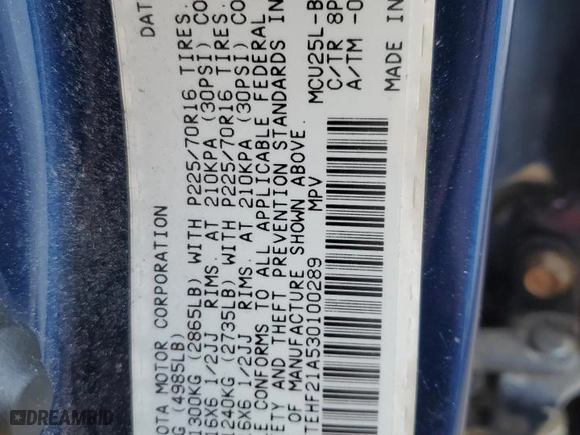 DAT
OTA MOTOR CORPORATION
G (4985LB)
1300KG (2865LB) WITH P225/70R16 TIRES.
16X6 1/2JJ RIMS. AT 210KPA (30PSI) CO
1240KG (2735LB) WITH P225/70R16 TIRES.
16X6 1/2JJ RIMS. AT 210KPA (30PSI) CO
E CONFORMS TO ALL APPLICABLE FEDERAL
ETY AND THEFT PREVENTION STANDARDS IN
OF MANUFACTURE SHOWN ABOVE.
TEHF21A530100289 MPV
MCU25L-B
C/TR 8P
A/TM -0
MADE IN
DREAMBID